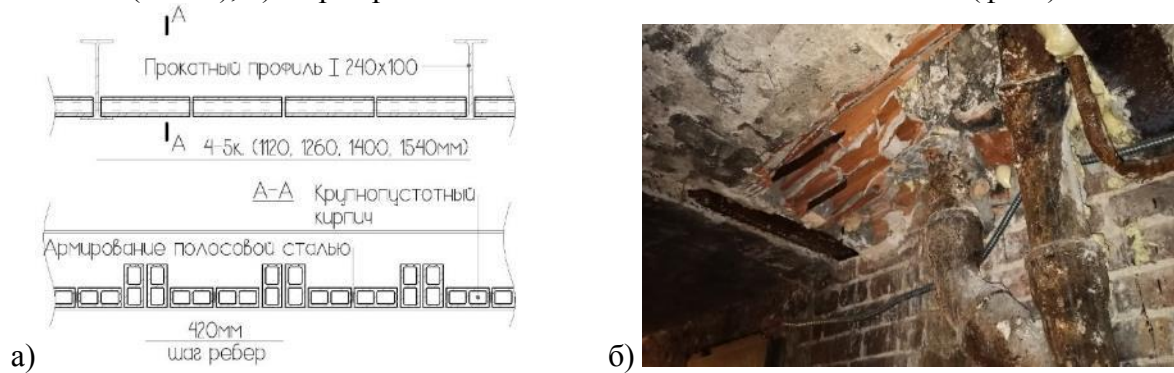 А
Прокатный профиль I 240х100
А
4-5к. (1120, 1260, 1400, 1540мм)
А-А
Крупнопустотный
кирпич
Армирование полосовой сталью
420мм
шаг ребер
а)
б)